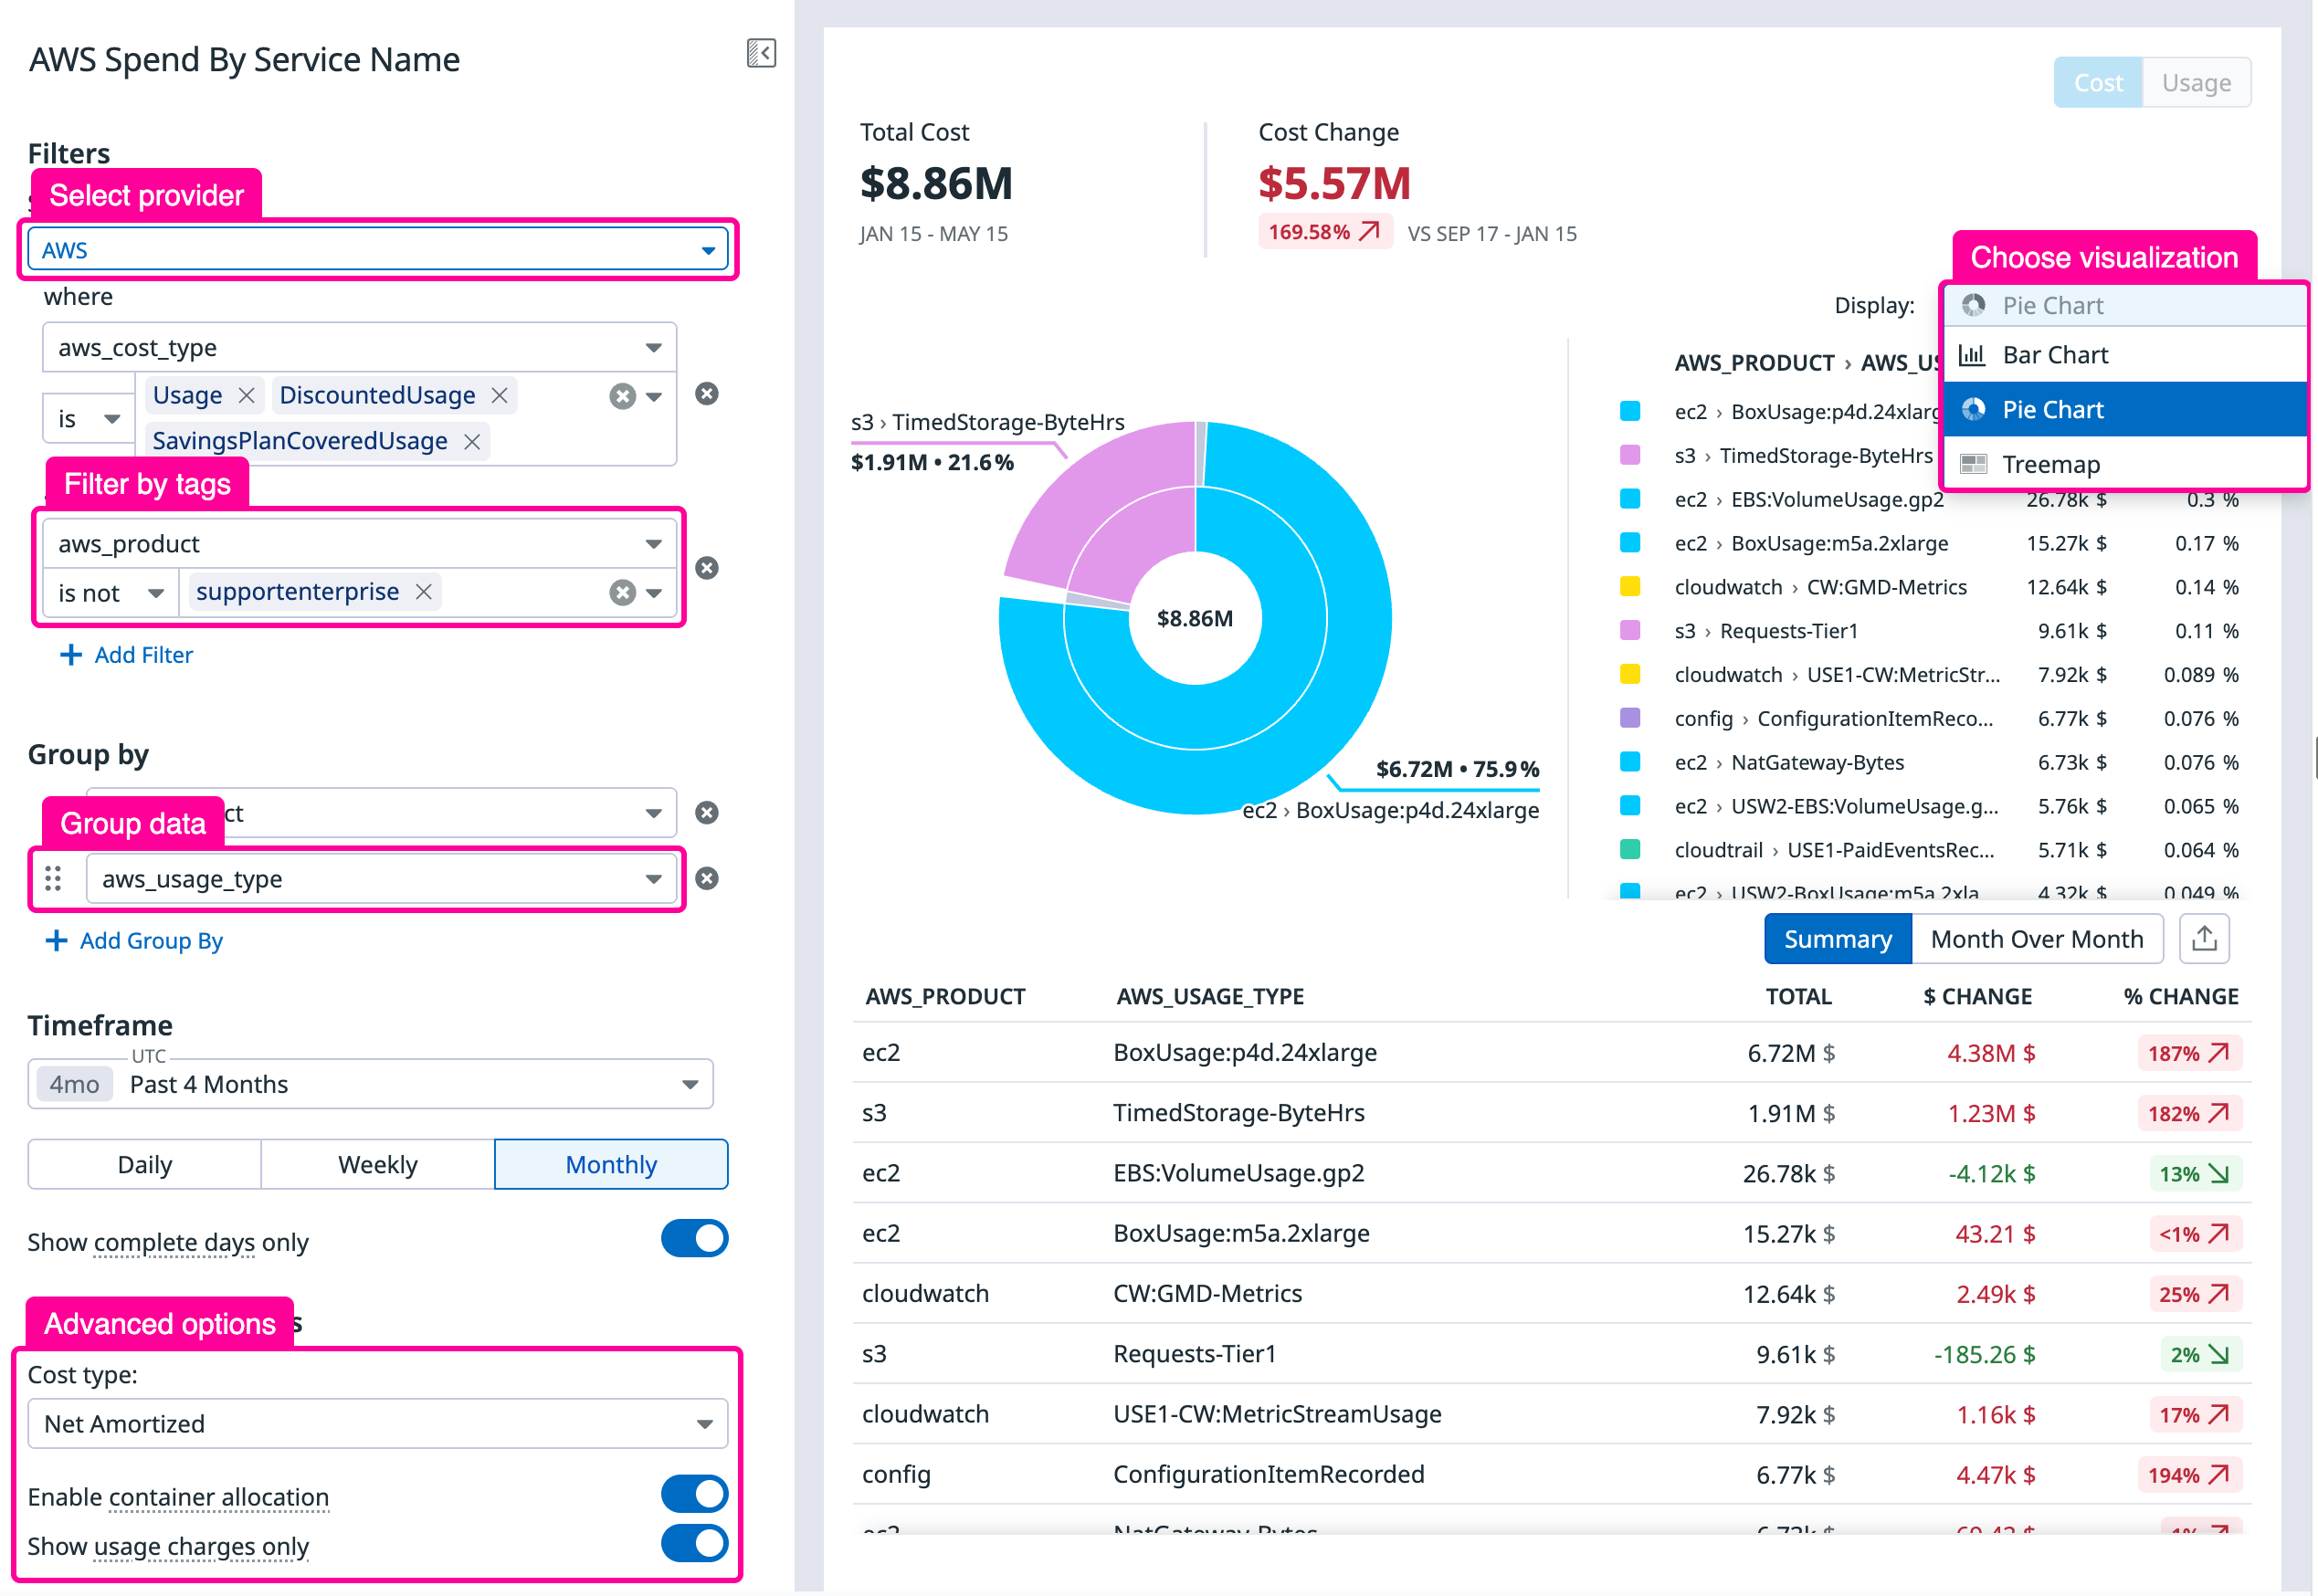 AWS Spend By Service Name
Filters
Select provider
AWS
where
aws_cost_type
is
Usage
DiscountedUsage
SavingsPlanCoveredUsage
Filter by tags
aws_product
is not
supportenterprise
Add Filter
Group by
Group data
ct
aws_usage_type
Add Group By
Timeframe
UTC
4mo Past 4 Months
Daily Weekly Monthly
Show complete days only
Advanced options
s
Cost type:
Net Amortized
Enable container allocation
Show usage charges only
Cost Usage
Total Cost
$8.86M
JAN 15 - MAY 15
Cost Change
$5.57M
169.58% VS SEP 17 - JAN 15
Choose visualization
Display:
Pie Chart
Bar Chart
Pie Chart
Treemap
s3 › TimedStorage-ByteHrs
$1.91M • 21.6%
$8.86M
$6.72M • 75.9%
ec2 › BoxUsage:p4d.24xlarge
AWS_PRODUCT › AWS_US
ec2 › BoxUsage:p4d.24xlarg
s3 › TimedStorage-ByteHrs
ec2 › EBS:VolumeUsage.gp2 26.78k $ 0.3 %
ec2 › BoxUsage:m5a.2xlarge 15.27k $ 0.17 %
cloudwatch › CW:GMD-Metrics 12.64k $ 0.14 %
s3 › Requests-Tier1 9.61k $ 0.11 %
cloudwatch › USE1-CW:MetricStr... 7.92k $ 0.089 %
config › ConfigurationItemReco... 6.77k $ 0.076 %
ec2 › NatGateway-Bytes 6.73k $ 0.076 %
ec2 › USW2-EBS:VolumeUsage.g... 5.76k $ 0.065 %
cloudtrail › USE1-PaidEventsRec... 5.71k $ 0.064 %
ec2 › USW2-BoxUsage:m5a.2xla 4.32k $ 0.049 %
Summary Month Over Month
AWS_PRODUCT AWS_USAGE_TYPE TOTAL $ CHANGE % CHANGE
ec2 BoxUsage:p4d.24xlarge 6.72M $ 4.38M $ 187%
s3 TimedStorage-ByteHrs 1.91M $ 1.23M $ 182%
ec2 EBS:VolumeUsage.gp2 26.78k $ -4.12k $ 13%
ec2 BoxUsage:m5a.2xlarge 15.27k $ 43.21 $ <1%
cloudwatch CW:GMD-Metrics 12.64k $ 2.49k $ 25%
s3 Requests-Tier1 9.61k $ -185.26 $ 2%
cloudwatch USE1-CW:MetricStreamUsage 7.92k $ 1.16k $ 17%
config ConfigurationItemRecorded 6.77k $ 4.47k $ 194%
ec2 NatGateway-Bytes 6.73k $